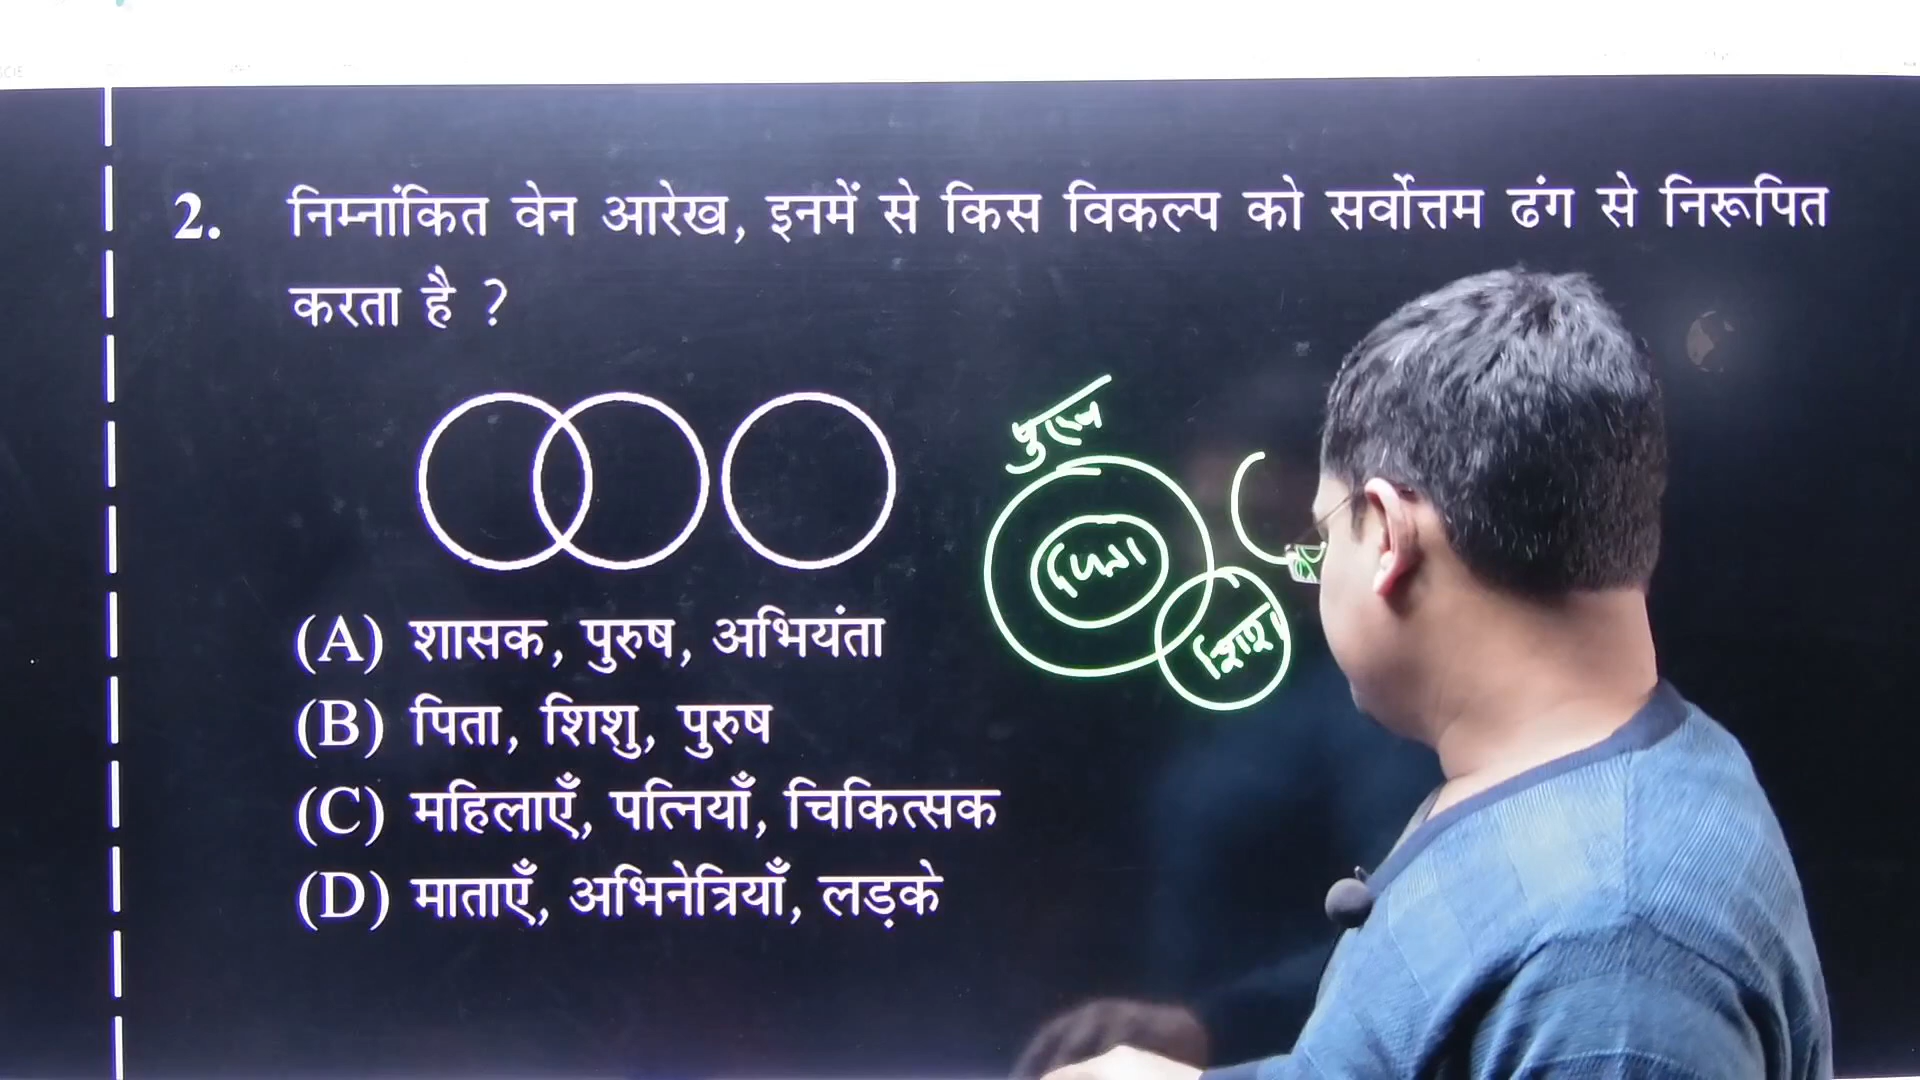 2. निम्नांकित वेन आरेख, इनमें से किस विकल्प को सर्वोत्तम ढंग से निरूपित
करता है ?
पुरुष
पिता
शिशु
(A) शासक, पुरुष, अभियंता
(B) पिता, शिशु, पुरुष
(C) महिलाएँ, पत्नियाँ, चिकित्सक
(D) माताएँ, अभिनेत्रियाँ, लड़के